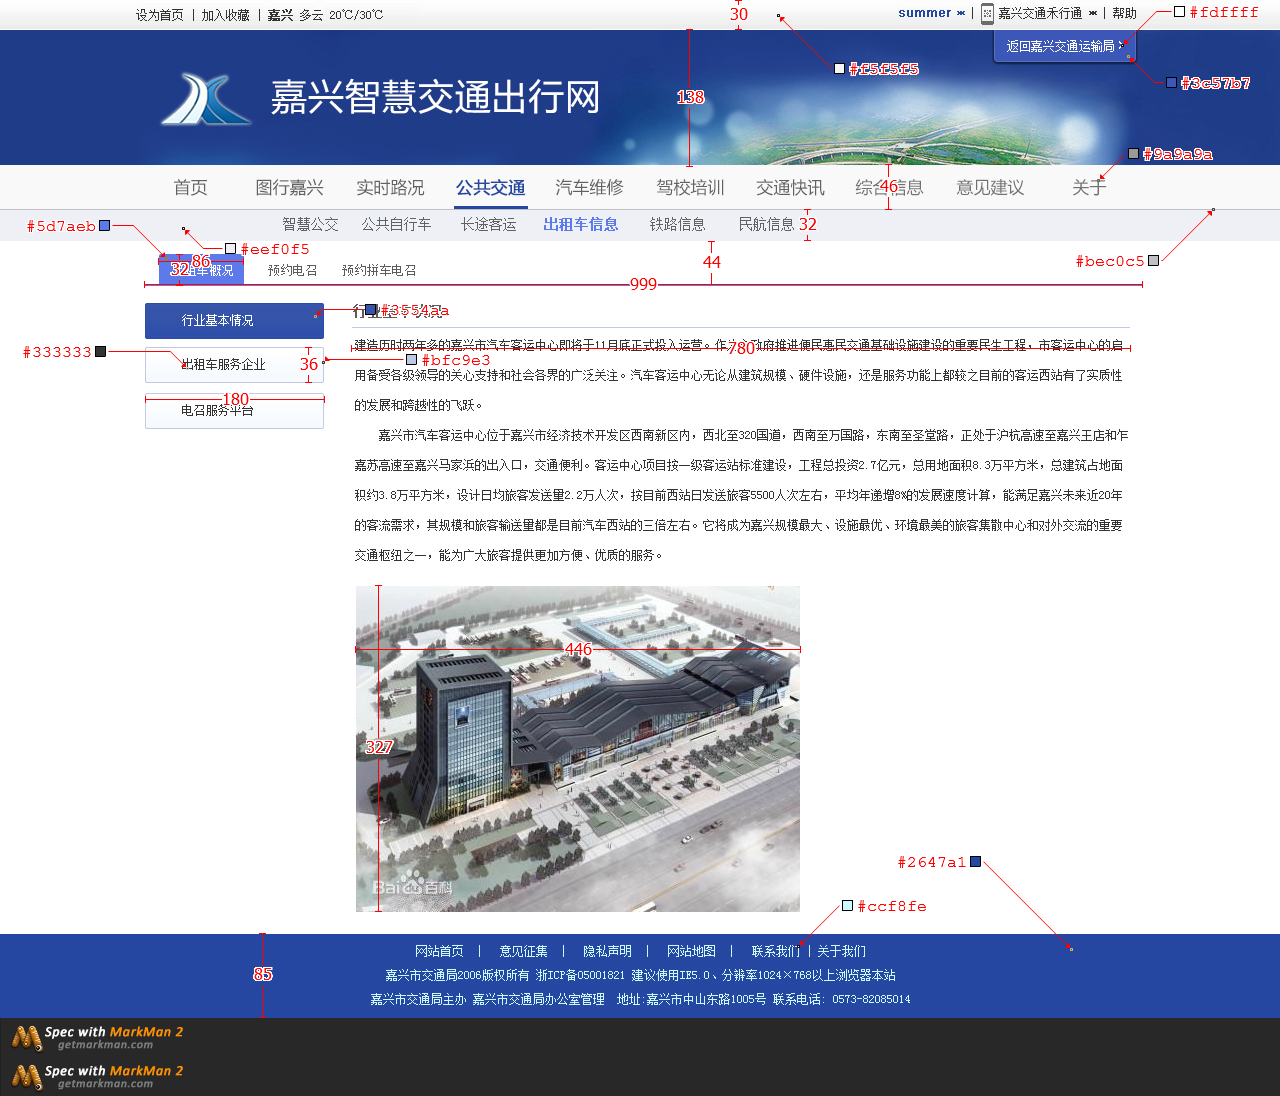 设为首页 | 加入收藏 | 嘉兴 多云 20℃/30℃
30
summer | 嘉兴交通禾行通 | 帮助
#fdffff
返回嘉兴交通运输局
#f5f5f5
#3c57b7
嘉兴智慧交通出行网
138
#9a9a9a
首页 图行嘉兴 实时路况 公共交通 汽车维修 驾校培训 交通快讯 综合信息 意见建议 关于
46
#5d7aeb
智慧公交 公共自行车 长途客运 出租车信息 铁路信息 民航信息
32
#eef0f5
86
32
车概况 预约电召 预约拼车电召
44
#bec0c5
999
行业基本情况
#3554aa
行业基本情况
#333333
出租车服务企业
36
#bfc9e3
180
电召服务平台
780
建造历时两年多的嘉兴市汽车客运中心即将于11月底正式投入运营。作为 政府推进便民惠民交通基础设施建设的重要民生工程，市客运中心的启
用备受各级领导的关心支持和社会各界的广泛关注。汽车客运中心无论从建筑规模、硬件设施，还是服务功能上都较之目前的客运西站有了实质性
的发展和跨越性的飞跃。
嘉兴市汽车客运中心位于嘉兴市经济技术开发区西南新区内，西北至320国道，西南至万国路，东南至圣堂路，正处于沪杭高速至嘉兴王店和乍
嘉苏高速至嘉兴马家浜的出入口，交通便利。客运中心项目按一级客运站标准建设，工程总投资2.7亿元，总用地面积8.3万平方米，总建筑占地面
积约3.8万平方米，设计日均旅客发送量2.2万人次，按目前西站日发送旅客5500人次左右，平均年递增8%的发展速度计算，能满足嘉兴未来近20年
的客流需求，其规模和旅客输送量都是目前汽车西站的三倍左右。它将成为嘉兴规模最大、设施最优、环境最美的旅客集散中心和对外交流的重要
交通枢纽之一，能为广大旅客提供更加方便、优质的服务。
446
327
Baidu百科
#2647a1
#ccf8fe
85
网站首页 | 意见征集 | 隐私声明 | 网站地图 | 联系我们 | 关于我们
嘉兴市交通局2006版权所有 浙ICP备05001821 建议使用IE5.0、分辨率1024×768以上浏览器本站
嘉兴市交通局主办 嘉兴市交通局办公室管理 地址:嘉兴市中山东路1005号 联系电话: 0573-82085014
Spec with MarkMan 2
getmarkman.com
Spec with MarkMan 2
getmarkman.com